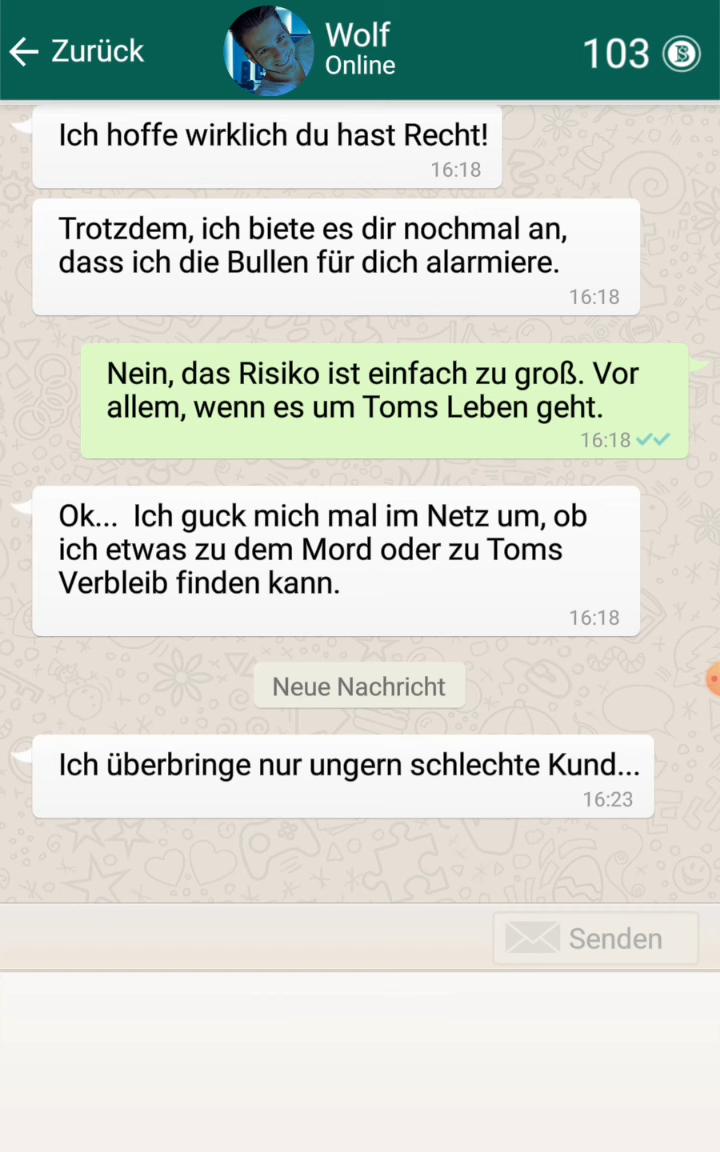 Zurück
Wolf
Online
103 B
Ich hoffe wirklich du hast Recht!
16:18
Trotzdem, ich biete es dir nochmal an,
dass ich die Bullen für dich alarmiere.
16:18
Nein, das Risiko ist einfach zu groß. Vor
allem, wenn es um Toms Leben geht.
16:18
Ok... Ich guck mich mal im Netz um, ob
ich etwas zu dem Mord oder zu Toms
Verbleib finden kann.
16:18
Neue Nachricht
Ich überbringe nur ungern schlechte Kund...
16:23
Senden